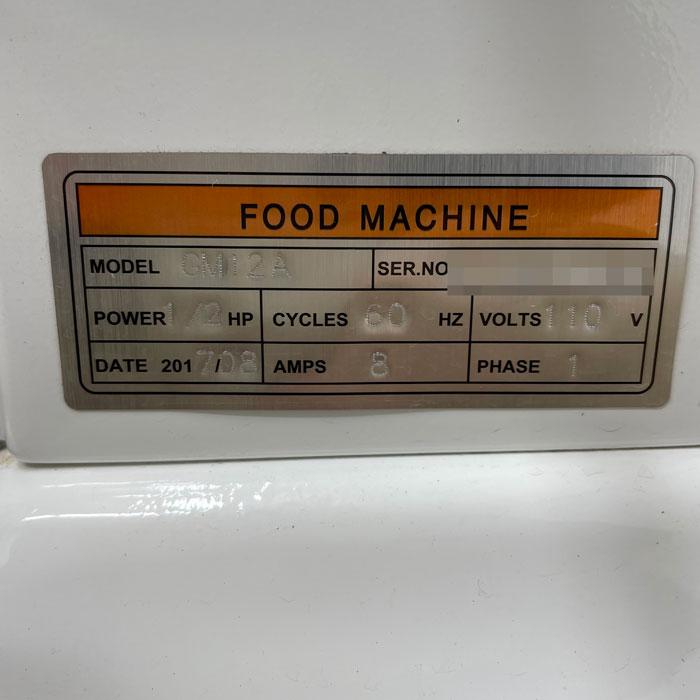 FOOD MACHINE
MODEL GM12A SER.NO
POWER 1/2 HP CYCLES 60 HZ VOLTS 110 V
DATE 2017/08 AMPS 8 PHASE 1